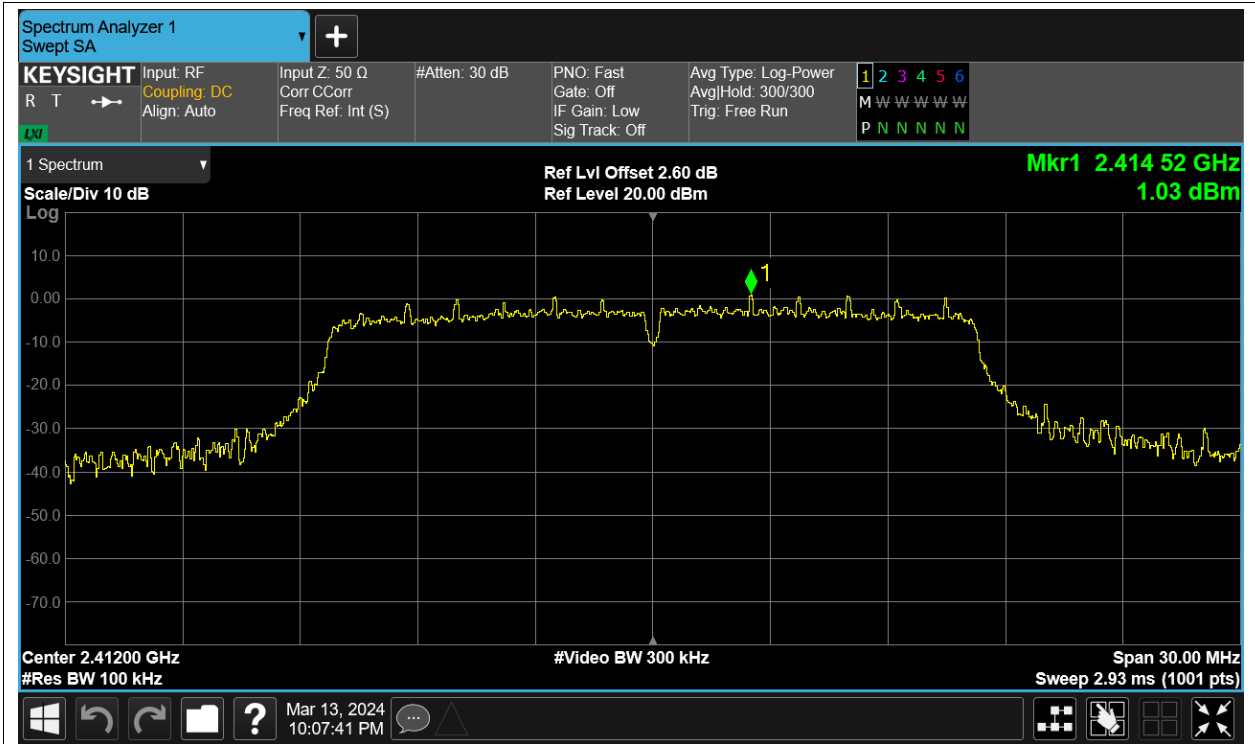 Spectrum Analyzer 1
Swept SA
KEYSIGHT
R T
LXI
Input: RF
Coupling: DC
Align: Auto
Input Z: 50 Ω
Corr CCorr
Freq Ref: Int (S)
#Atten: 30 dB
PNO: Fast
Gate: Off
IF Gain: Low
Sig Track: Off
Avg Type: Log-Power
Avg|Hold: 300/300
Trig: Free Run
1 2 3 4 5 6
M W W W W W
P N N N N N
1 Spectrum
Scale/Div 10 dB
Log
Ref Lvl Offset 2.60 dB
Ref Level 20.00 dBm
Mkr1 2.414 52 GHz
1.03 dBm
10.0
0.00
-10.0
-20.0
-30.0
-40.0
-50.0
-60.0
-70.0
1
Center 2.41200 GHz
#Res BW 100 kHz
#Video BW 300 kHz
Span 30.00 MHz
Sweep 2.93 ms (1001 pts)
?
Mar 13, 2024
10:07:41 PM